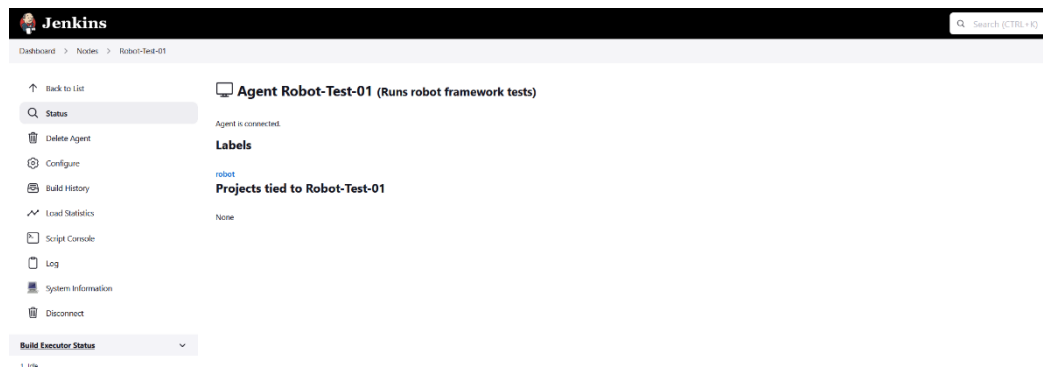 Jenkins
Search (CTRL+K)
Dashboard > Nodes > Robot-Test-01
Back to List
Status
Delete Agent
Configure
Build History
Load Statistics
Script Console
Log
System Information
Disconnect
Build Executor Status
1 Idle
Agent Robot-Test-01 (Runs robot framework tests)
Agent is connected.
Labels
robot
Projects tied to Robot-Test-01
None